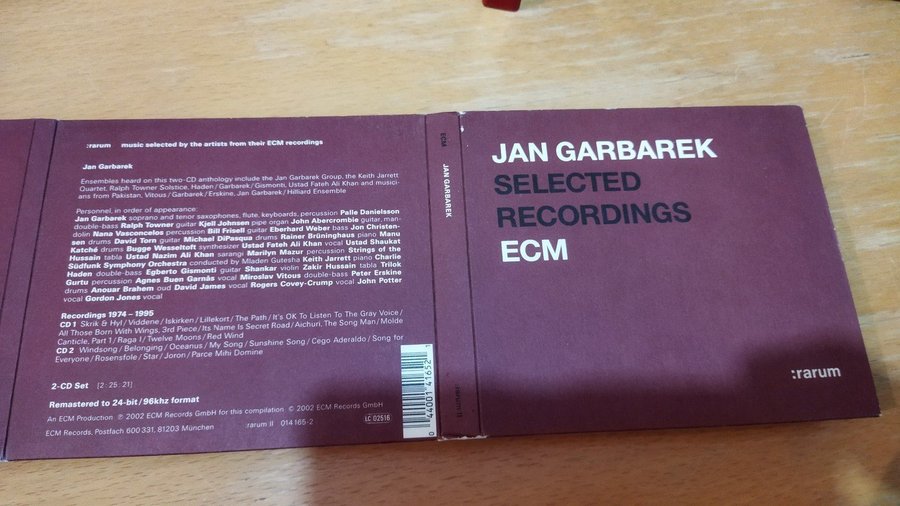 :rarum music selected by the artists from their ECM recordings
Jan Garbarek
Ensembles heard on this two-CD anthology include the Jan Garbarek Group, the Keith Jarrett
Quartet, Ralph Towner Solstice, Haden/Garbarek/Gismonti, Ustad Fateh Ali Khan and musici-
ans from Pakistan, Vitous/Garbarek/Erskine, Jan Garbarek/Hilliard Ensemble
Personnel, in order of appearance:
Jan Garbarek soprano and tenor saxophones, flute, keyboards, percussion Palle Danielsson
double-bass Ralph Towner guitar Kjell Johnsen pipe organ John Abercrombie guitar, man-
dolin Nana Vasconcelos percussion Bill Frisell guitar Eberhard Weber bass Jon Christen-
sen drums David Torn guitar Michael DiPasqua drums Rainer Brüninghaus piano Manu
Katché drums Bugge Wesseltoft synthesizer Ustad Fateh Ali Khan vocal Ustad Shaukat
Hussain tabla Ustad Nazim Ali Khan sarangi Marilyn Mazur percussion Strings of the
Südfunk Symphony Orchestra conducted by Mladen Gutesha Keith Jarrett piano Charlie
Haden double-bass Egberto Gismonti guitar Shankar violin Zakir Hussain tabla Trilok
Gurtu percussion Agnes Buen Garnås vocal Miroslav Vitous double-bass Peter Erskine
drums Anouar Brahem oud David James vocal Rogers Covey-Crump vocal John Potter
vocal Gordon Jones vocal
Recordings 1974 – 1995
CD 1 Skrik & Hyl/Viddene/Iskirken/Lillekort/The Path/It's OK To Listen To The Gray Voice/
All Those Born With Wings, 3rd Piece/Its Name Is Secret Road/Aichuri, The Song Man/Molde
Canticle, Part 1/Raga I/Twelve Moons/Red Wind
CD 2 Windsong/Belonging/Oceanus/My Song/Sunshine Song/Cego Aderaldo/Song for
Everyone/Rosensfole/Star/Joron/Parce Mihi Domine
2-CD Set [2:25:21]
Remastered to 24-bit/96khz format
An ECM Production ℗ 2002 ECM Records GmbH for this compilation © 2002 ECM Records GmbH
ECM Records, Postfach 600 331, 81203 München :rarum II 014 165-2
LC 02516
0 44001 41652 1
ECM
JAN GARBAREK
:rarum II
JAN GARBAREK
SELECTED
RECORDINGS
ECM
:rarum